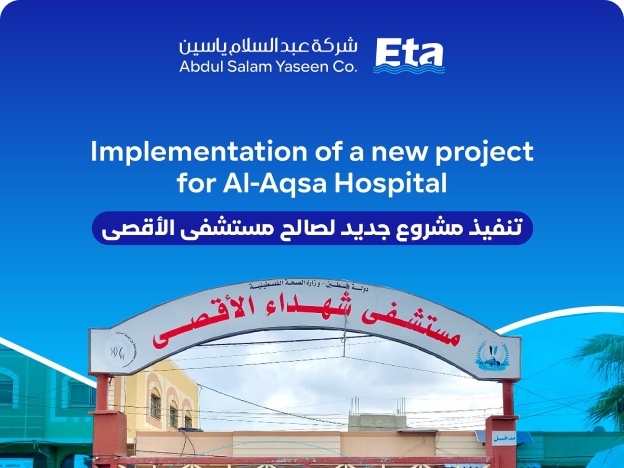 شركة عبد السلام ياسين
Abdul Salam Yaseen Co.
Eta
Implementation of a new project
for Al-Aqsa Hospital
تنفيذ مشروع جديد لصالح مستشفى الأقصى
دولة فلسطين - وزارة الصحة الفلسطينية
مستشفى شهداء الأقصى
مدخل